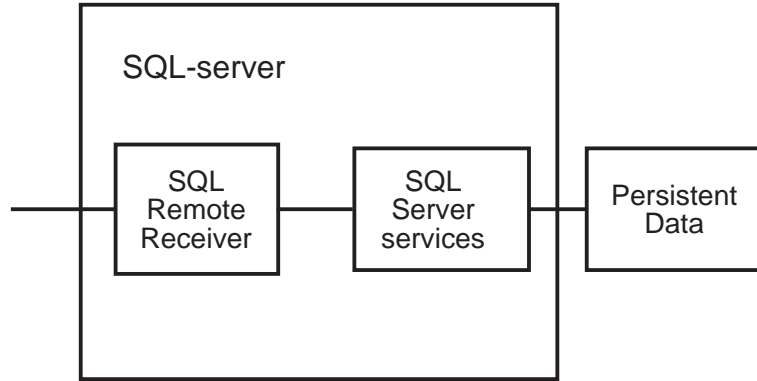 SQL-server
SQL
Remote
Receiver
SQL
Server
services
Persistent
Data